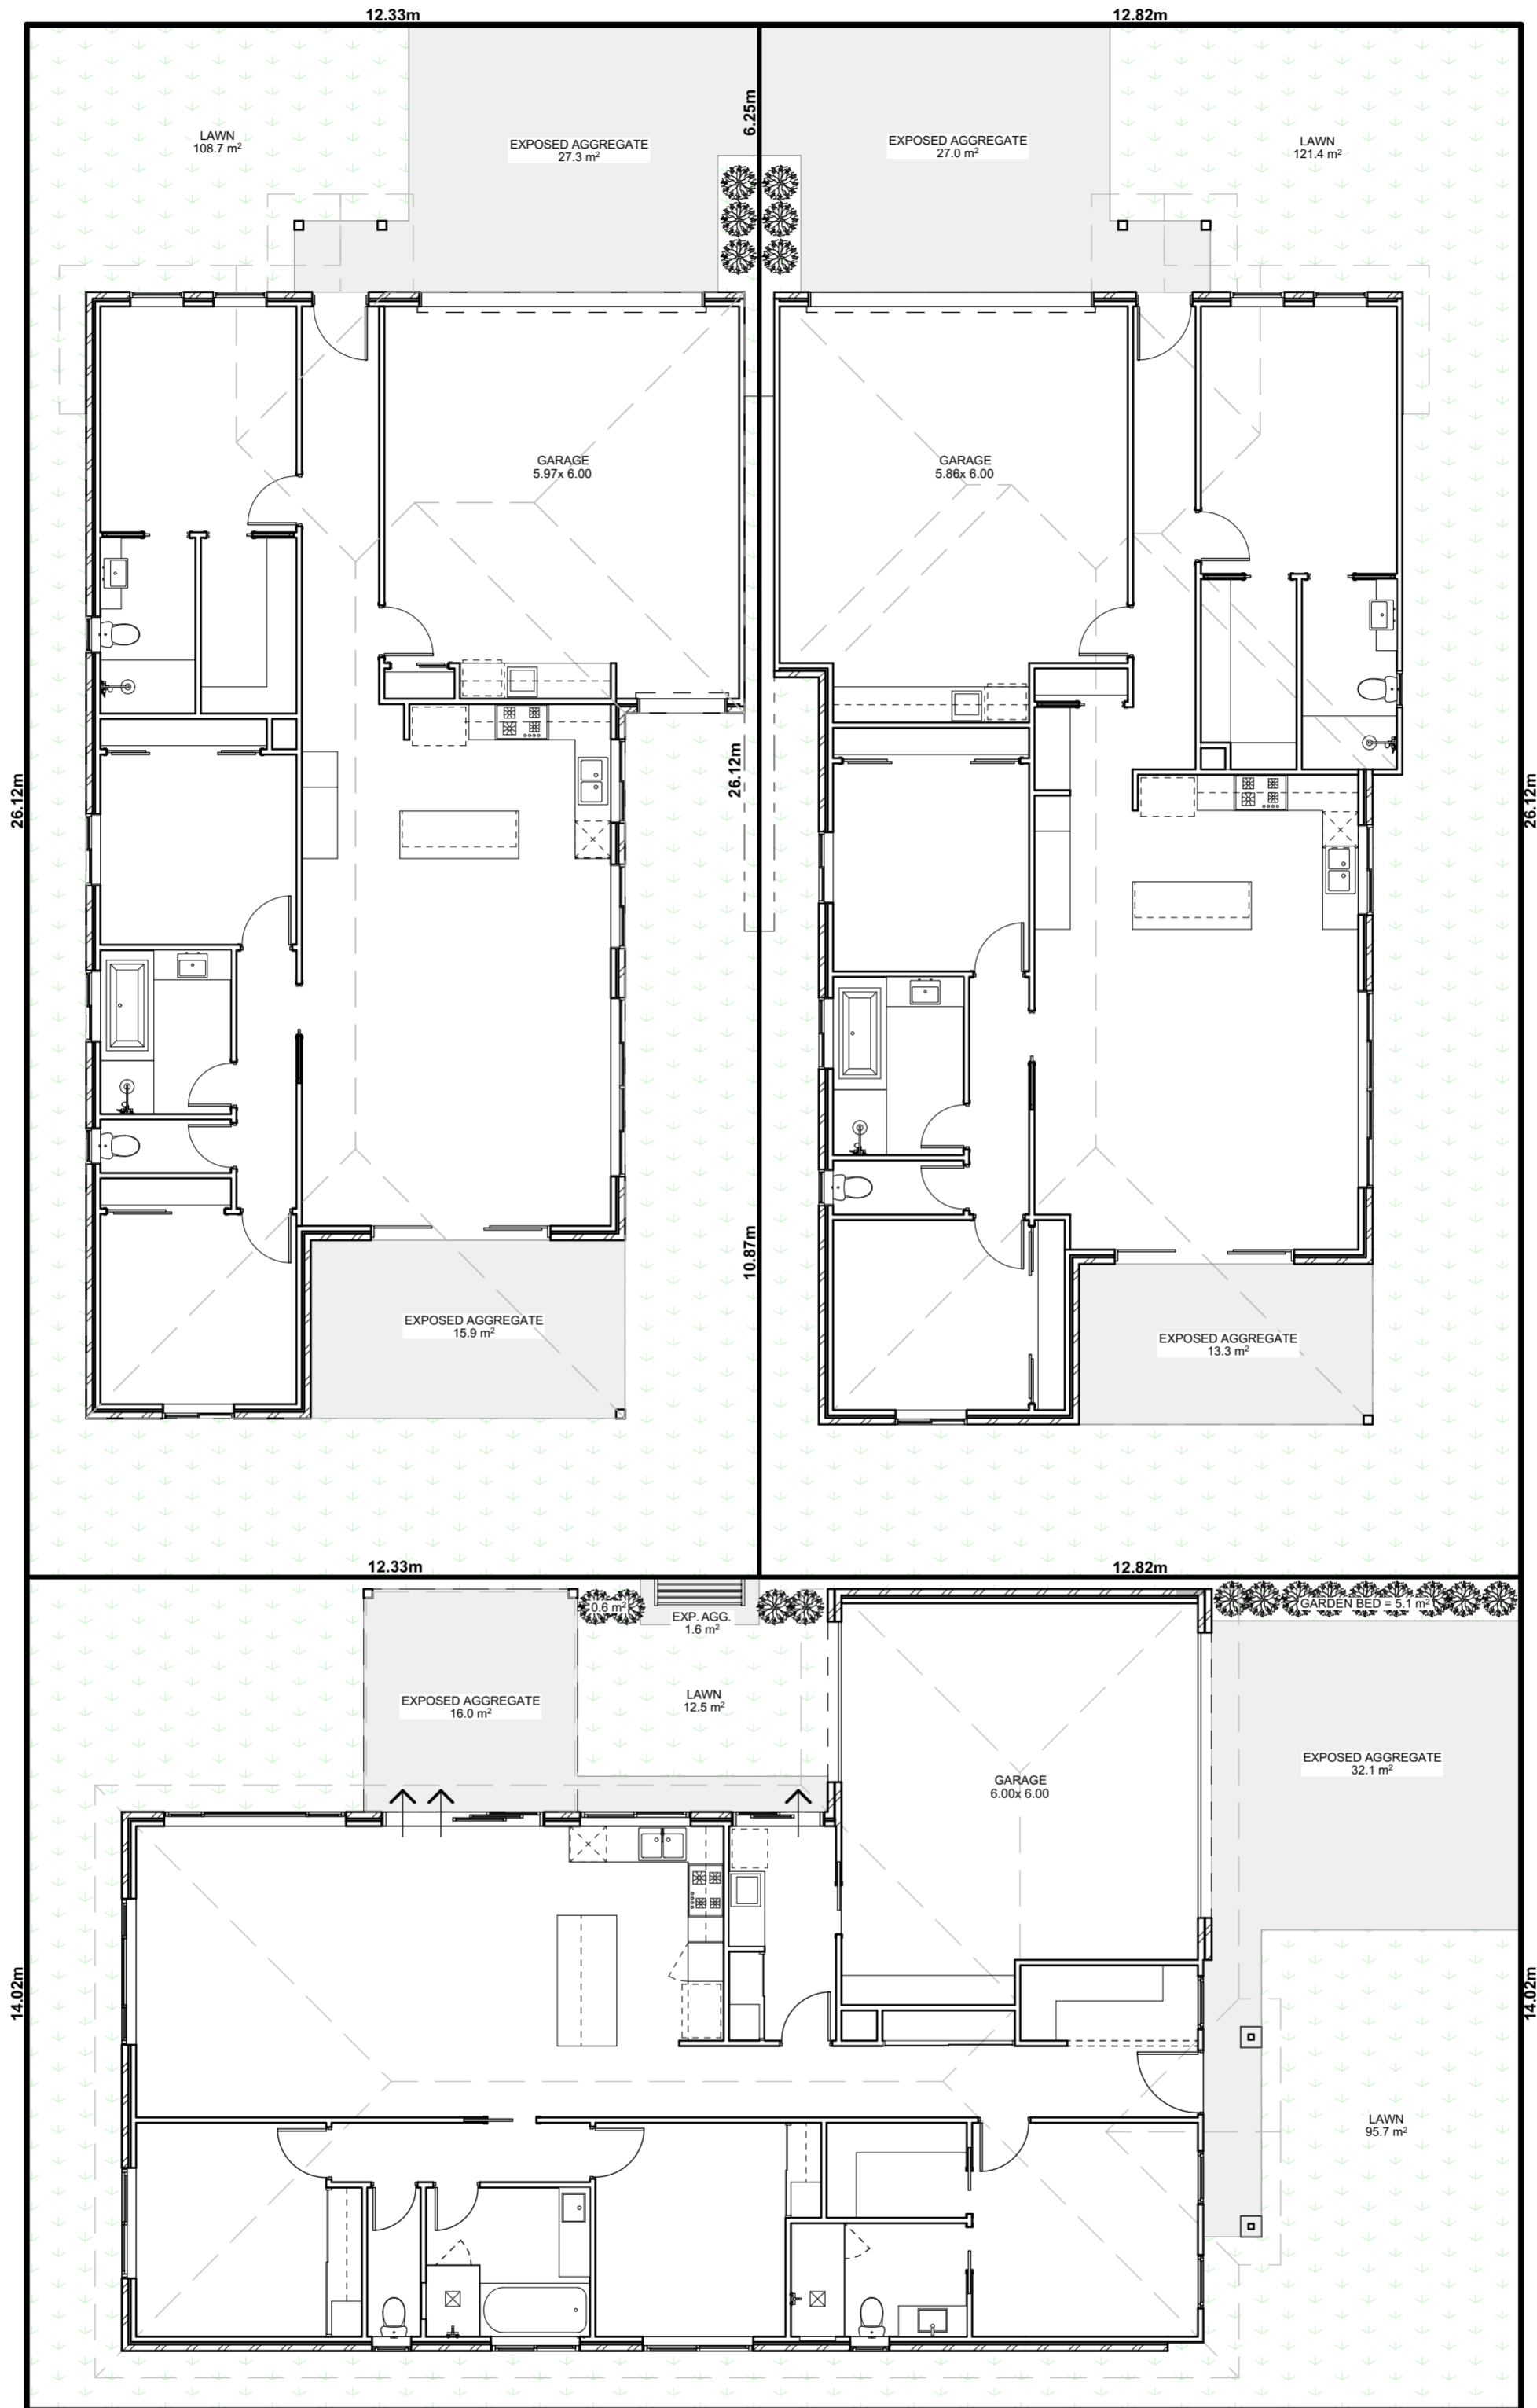 12.33m
12.82m
6.25m
LAWN
108.7 m²
EXPOSED AGGREGATE
27.3 m²
EXPOSED AGGREGATE
27.0 m²
LAWN
121.4 m²
GARAGE
5.97x 6.00
GARAGE
5.86x 6.00
26.12m
26.12m
26.12m
10.87m
EXPOSED AGGREGATE
15.9 m²
EXPOSED AGGREGATE
13.3 m²
12.33m
12.82m
0.6 m²
EXP. AGG.
1.6 m²
GARDEN BED = 5.1 m²
EXPOSED AGGREGATE
16.0 m²
LAWN
12.5 m²
GARAGE
6.00x 6.00
EXPOSED AGGREGATE
32.1 m²
14.02m
14.02m
LAWN
95.7 m²